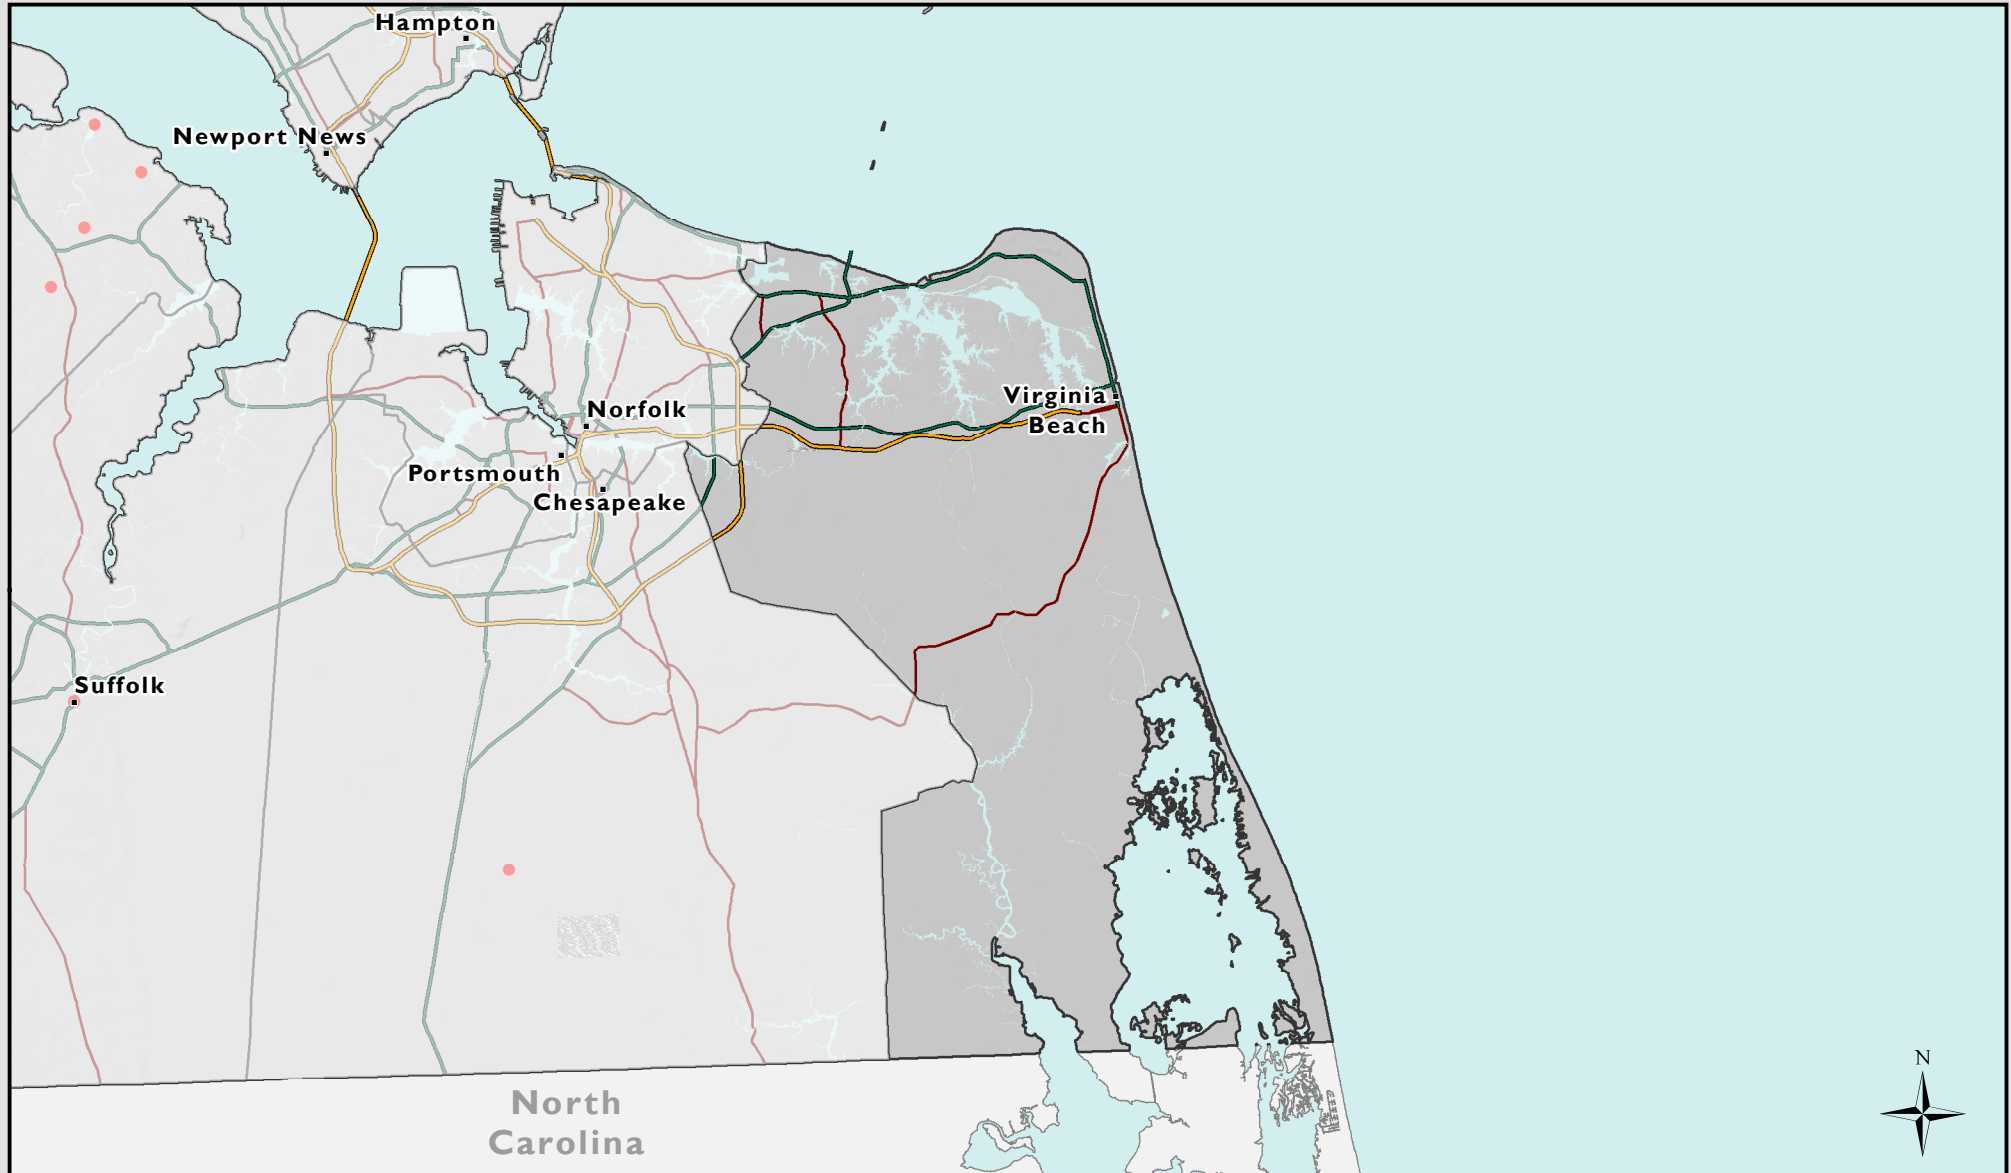 Hampton
Newport News
Virginia
Beach
Norfolk
Portsmouth
Chesapeake
Suffolk
N
North
Carolina